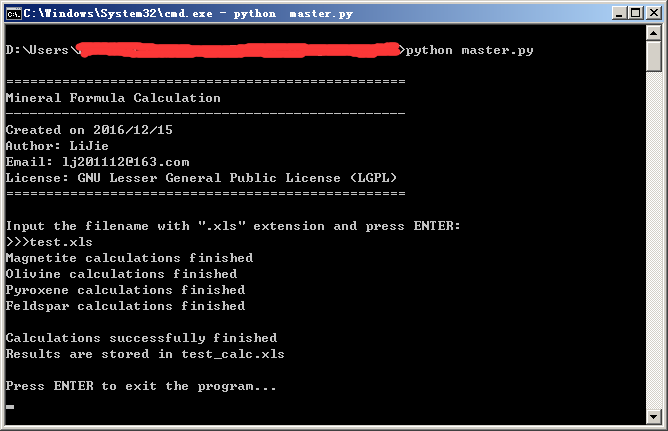 C:\Windows\System32\cmd.exe - python  master.py
D:\Users\ >python master.py
==================================================
Mineral Formula Calculation
--------------------------------------------------
Created on 2016/12/15
Author: LiJie
Email: lj201112@163.com
License: GNU Lesser General Public License (LGPL)
==================================================
Input the filename with ".xls" extension and press ENTER:
>>>test.xls
Magnetite calculations finished
Olivine calculations finished
Pyroxene calculations finished
Feldspar calculations finished
Calculations successfully finished
Results are stored in test_calc.xls
Press ENTER to exit the program...